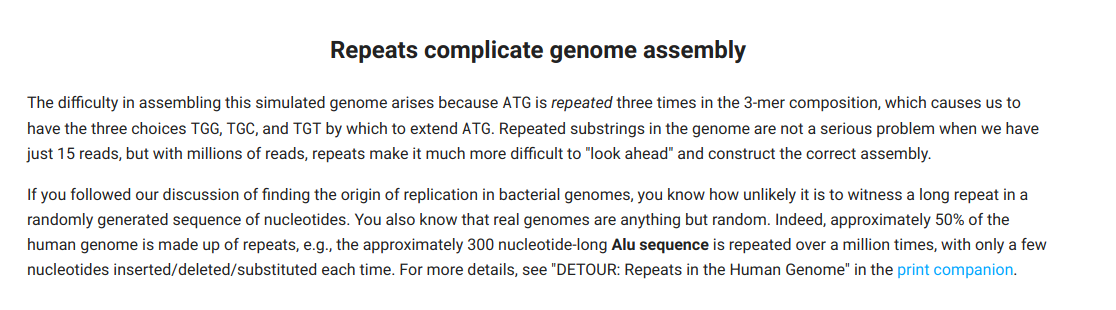 Repeats complicate genome assembly
The difficulty in assembling this simulated genome arises because ATG is repeated three times in the 3-mer composition, which causes us to
have the three choices TGG, TGC, and TGT by which to extend ATG. Repeated substrings in the genome are not a serious problem when we have
just 15 reads, but with millions of reads, repeats make it much more difficult to "look ahead" and construct the correct assembly.
If you followed our discussion of finding the origin of replication in bacterial genomes, you know how unlikely it is to witness a long repeat in a
randomly generated sequence of nucleotides. You also know that real genomes are anything but random. Indeed, approximately 50% of the
human genome is made up of repeats, e.g., the approximately 300 nucleotide-long Alu sequence is repeated over a million times, with only a few
nucleotides inserted/deleted/substituted each time. For more details, see "DETOUR: Repeats in the Human Genome" in the print companion.